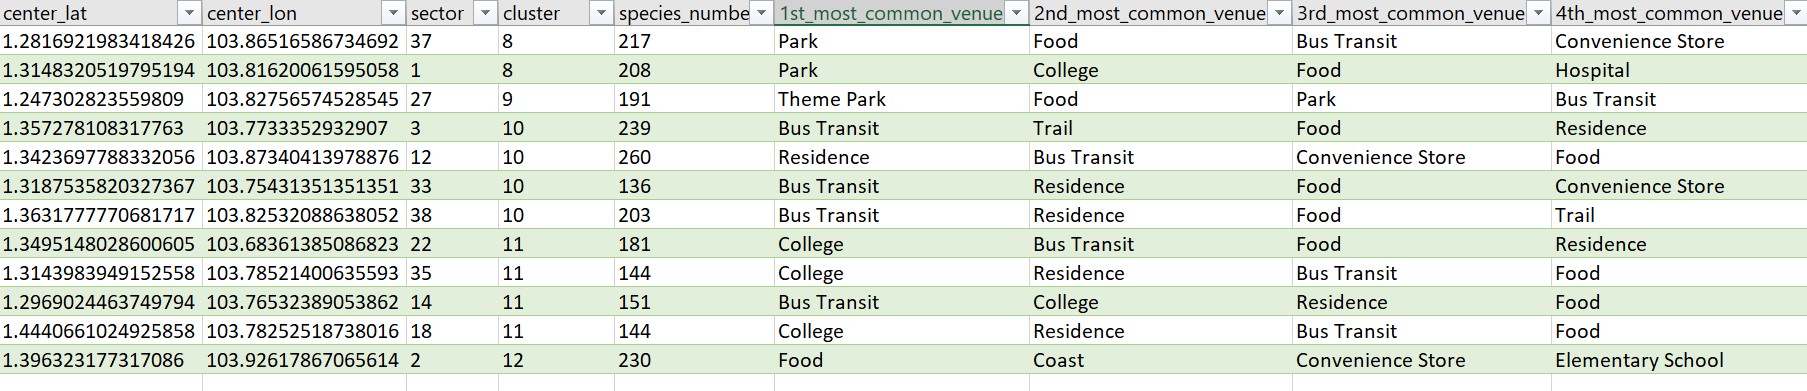 center_lat center_lon sector cluster species_numbe 1st_most_common_venue 2nd_most_common_venue 3rd_most_common_venue 4th_most_common_venue
1.2816921983418426 103.86516586734692 37 8 217 Park Food Bus Transit Convenience Store
1.3148320519795194 103.81620061595058 1 8 208 Park College Food Hospital
1.247302823559809 103.82756574528545 27 9 191 Theme Park Food Park Bus Transit
1.357278108317763 103.7733352932907 3 10 239 Bus Transit Trail Food Residence
1.3423697788332056 103.87340413978876 12 10 260 Residence Bus Transit Convenience Store Food
1.3187535820327367 103.75431351351351 33 10 136 Bus Transit Residence Food Convenience Store
1.3631777770681717 103.82532088638052 38 10 203 Bus Transit Residence Food Trail
1.3495148028600605 103.68361385086823 22 11 181 College Bus Transit Food Residence
1.3143983949152558 103.78521400635593 35 11 144 College Residence Bus Transit Food
1.2969024463749794 103.76532389053862 14 11 151 Bus Transit College Residence Food
1.4440661024925858 103.78252518738016 18 11 144 College Residence Bus Transit Food
1.396323177317086 103.92617867065614 2 12 230 Food Coast Convenience Store Elementary School